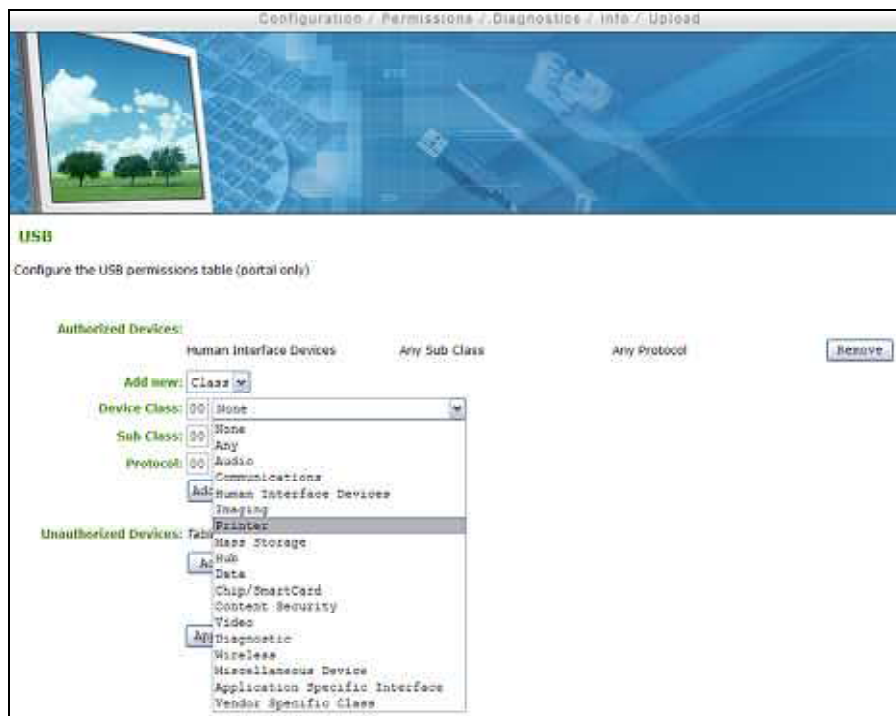 Configuration / Permissions / Diagnostics / Info / Upload
USB
Configure the USB permissions table (portal only)
Authorized Devices:
Human Interface Devices Any Sub Class Any Protocol Remove
Add new: Class
Device Class: 00 None
Sub Class: 00
Protocol: 00
None
Any
Audio
Communications
Human Interface Devices
Imaging
Printer
Mass Storage
Hub
Data
Chip/SmartCard
Content Security
Video
Diagnostic
Wireless
Miscellaneous Device
Application Specific Interface
Vendor Specific Class
Unauthorized Devices: